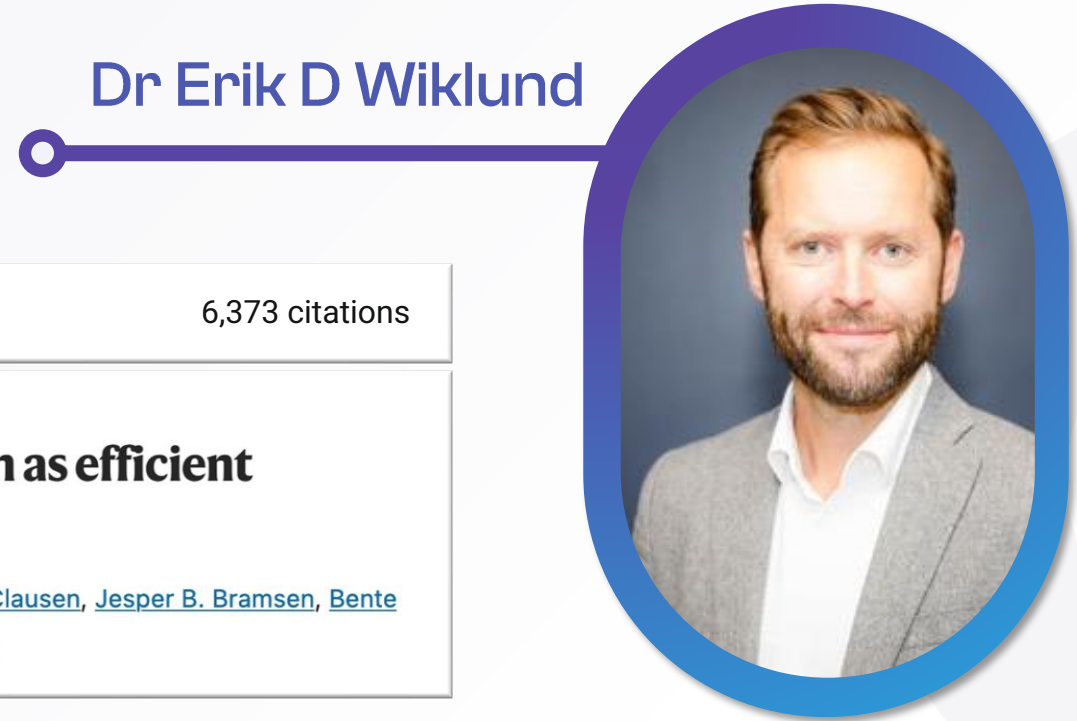 Dr Erik D Wiklund
6,373 citations
as efficient
Clausen, Jesper B. Bramsen, Bente